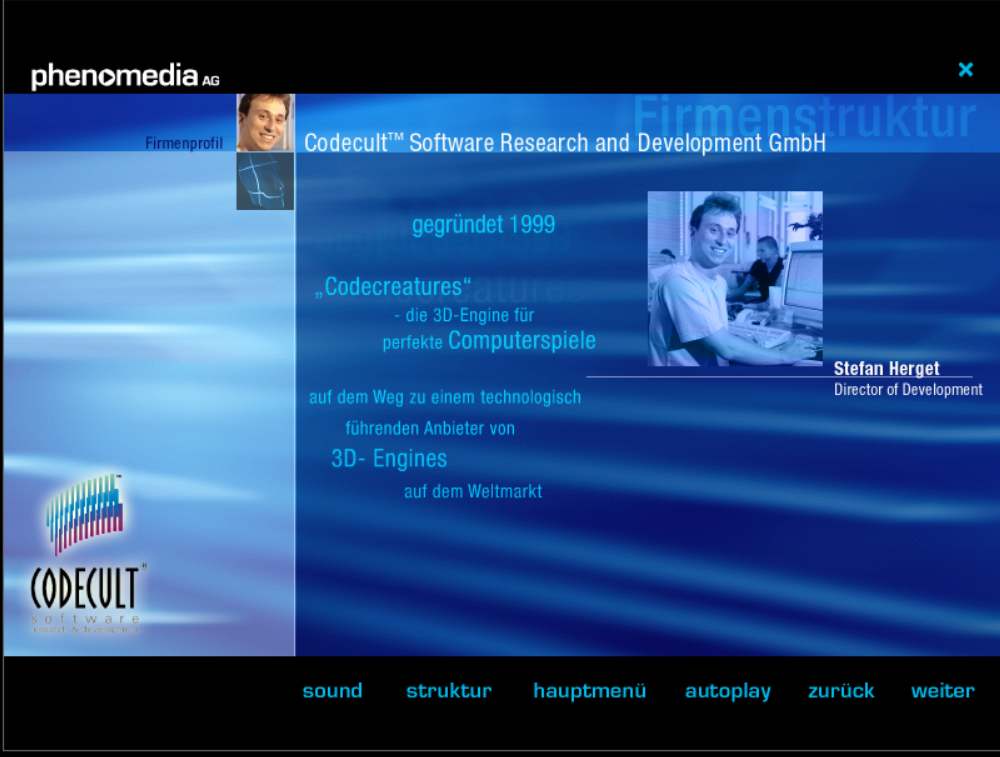 phenomedia AG
×
Firmenstruktur
Firmenprofil
Codecult™ Software Research and Development GmbH
gegründet 1999
„Codecreatures“
- die 3D-Engine für
perfekte Computerspiele
Stefan Herget
Director of Development
auf dem Weg zu einem technologisch
führenden Anbieter von
3D- Engines
auf dem Weltmarkt
™
CODECULT®
software
sound struktur hauptmenü autoplay zurück weiter